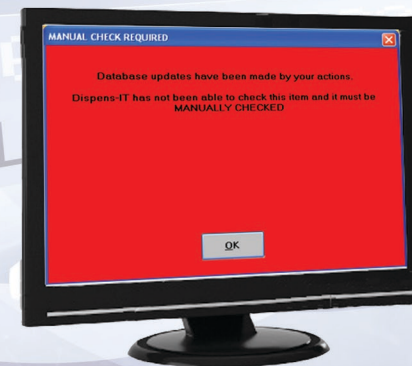 MANUAL CHECK REQUIRED
Database updates have been made by your actions.
Dispens-IT has not been able to check this item and it must be
MANUALLY CHECKED
OK